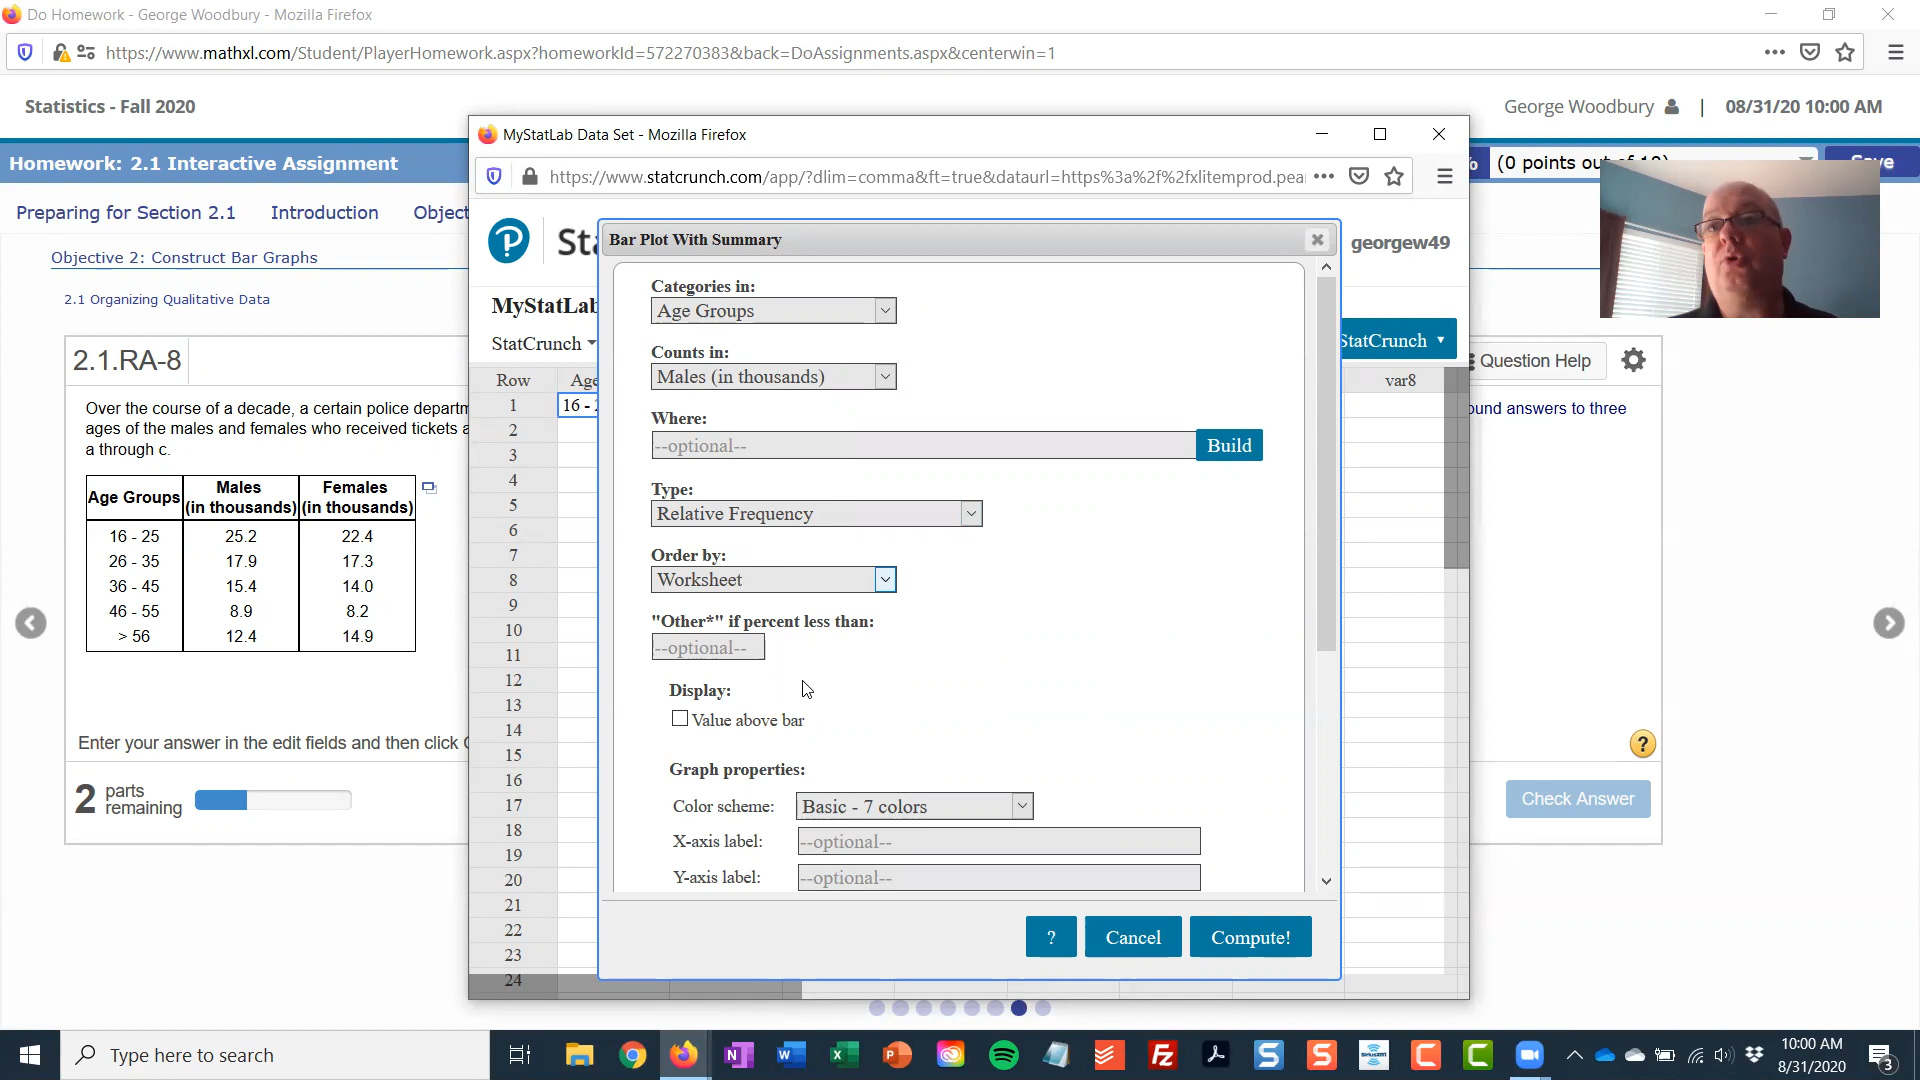 Do Homework - George Woodbury - Mozilla Firefox
https://www.mathxl.com/Student/PlayerHomework.aspx?homeworkId=572270383&back=DoAssignments.aspx&centerwin=1
Statistics - Fall 2020
George Woodbury | 08/31/20 10:00 AM
Homework: 2.1 Interactive Assignment
(0 points out of
Save
Preparing for Section 2.1 Introduction Object
Objective 2: Construct Bar Graphs
2.1 Organizing Qualitative Data
2.1.RA-8
Question Help
Over the course of a decade, a certain police departm
ages of the males and females who received tickets a
a through c.
ound answers to three
Age Groups Males (in thousands) Females (in thousands)
16 - 25 25.2 22.4
26 - 35 17.9 17.3
36 - 45 15.4 14.0
46 - 55 8.9 8.2
> 56 12.4 14.9
Enter your answer in the edit fields and then click C
2 parts remaining
?
Check Answer
MyStatLab Data Set - Mozilla Firefox
https://www.statcrunch.com/app/?dlim=comma&ft=true&dataurl=https%3a%2f%2fxlitemprod.pea
P
Sta
georgew49
MyStatLab
StatCrunch
StatCrunch
Row Age var8
1 16 - 2
2
3
4
5
6
7
8
9
10
11
12
13
14
15
16
17
18
19
20
21
22
23
24
Bar Plot With Summary
Categories in:
Age Groups
Counts in:
Males (in thousands)
Where:
--optional-- Build
Type:
Relative Frequency
Order by:
Worksheet
"Other*" if percent less than:
--optional--
Display:
Value above bar
Graph properties:
Color scheme: Basic - 7 colors
X-axis label: --optional--
Y-axis label: --optional--
? Cancel Compute!
Type here to search
10:00 AM
8/31/2020
3